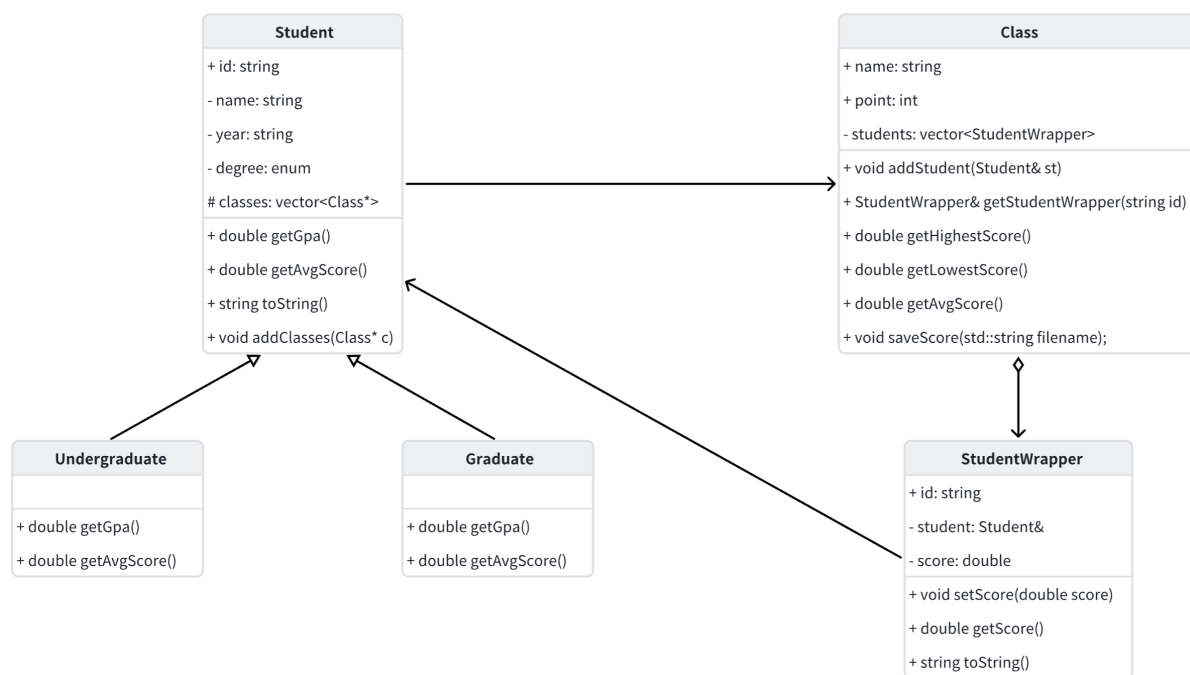 Student
+ id: string
- name: string
- year: string
- degree: enum
# classes: vector<Class*>
+ double getGpa()
+ double getAvgScore()
+ string toString()
+ void addClasses(Class* c)
Class
+ name: string
+ point: int
- students: vector<StudentWrapper>
+ void addStudent(Student& st)
+ StudentWrapper& getStudentWrapper(string id)
+ double getHighestScore()
+ double getLowestScore()
+ double getAvgScore()
+ void saveScore(std::string filename);
Undergraduate
+ double getGpa()
+ double getAvgScore()
Graduate
+ double getGpa()
+ double getAvgScore()
StudentWrapper
+ id: string
- student: Student&
- score: double
+ void setScore(double score)
+ double getScore()
+ string toString()